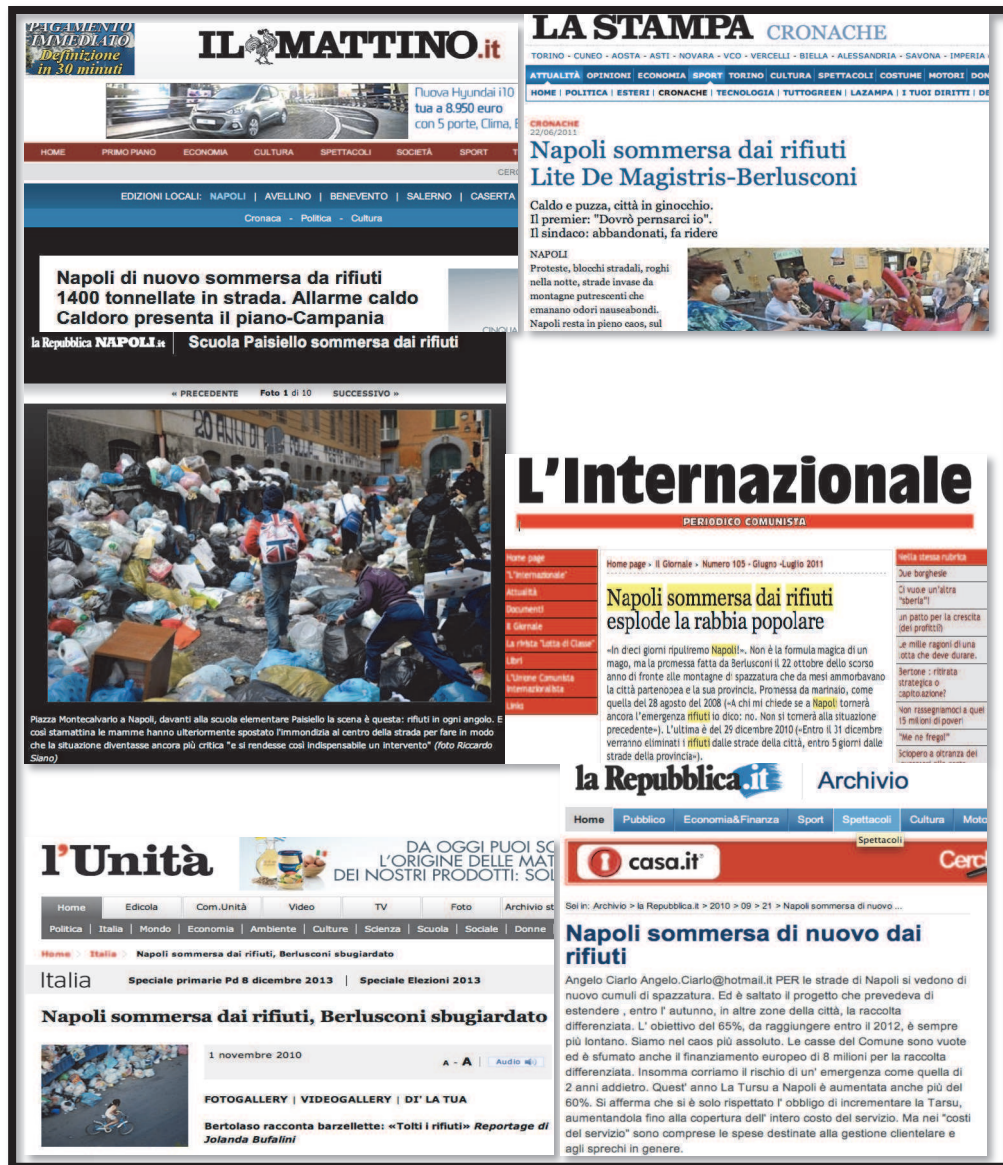 PAGAMENTO
IMMEDIATO
Definizione
in 30 minuti
IL MATTINO.it
Nuova Hyundai i10
tua a 8.950 euro
con 5 porte, Clima,
HOME PRIMO PIANO ECONOMIA CULTURA SPETTACOLI SOCIETÀ SPORT
EDIZIONI LOCALI: NAPOLI | AVELLINO | BENEVENTO | SALERNO | CASERTA
Cronaca - Politica - Cultura
Napoli di nuovo sommersa da rifiuti
1400 tonnellate in strada. Allarme caldo
Caldoro presenta il piano-Campania
LA STAMPA CRONACHE
TORINO - CUNEO - AOSTA - ASTI - NOVARA - VCO - VERCELLI - BIELLA - ALESSANDRIA - SAVONA - IMPERIA
ATTUALITÀ OPINIONI ECONOMIA SPORT TORINO CULTURA SPETTACOLI COSTUME MOTORI DON
HOME | POLITICA | ESTERI | CRONACHE | TECNOLOGIA | TUTTOGREEN | LAZAMPA | I TUOI DIRITTI | DE
CRONACHE
22/06/2011
Napoli sommersa dai rifiuti
Lite De Magistris-Berlusconi
Caldo e puzza, città in ginocchio.
Il premier: "Dovrò pernsarci io".
Il sindaco: abbandonati, fa ridere
NAPOLI
Proteste, blocchi stradali, roghi
nella notte, strade invase da
montagne putrescenti che
emanano odori nauseabondi.
Napoli resta in pieno caos, sul
la Repubblica NAPOLI.it Scuola Paisiello sommersa dai rifiuti
« PRECEDENTE Foto 1 di 10 SUCCESSIVO »
20 ANNI DI
Piazza Montecalvario a Napoli, davanti alla scuola elementare Paisiello la scena è questa: rifiuti in ogni angolo. E
così stamattina le mamme hanno ulteriormente spostato l'immondizia al centro della strada per fare in modo
che la situazione diventasse ancora più critica "e si rendesse così indispensabile un intervento" (foto Riccardo
Siano)
L'Internazionale
PERIODICO COMUNISTA
Home page
"L'Internazionale"
Attualità
Documenti
Il Giornale
La rivista "Lotta di Classe"
Libri
L'Unione Comunista
Internazionalista
Links
Home page > Il Giornale > Numero 105 - Giugno -Luglio 2011
Napoli sommersa dai rifiuti
esplode la rabbia popolare
«In dieci giorni ripuliremo Napoli!». Non è la formula magica di un
mago, ma la promessa fatta da Berlusconi il 22 ottobre dello scorso
anno di fronte alle montagne di spazzatura che da mesi ammorbavano
la città partenopea e la sua provincia. Promessa da marinaio, come
quella del 28 agosto del 2008 («A chi mi chiede se a Napoli tornerà
ancora l'emergenza rifiuti io dico: no. Non si tornerà alla situazione
precedente»). L'ultima è del 29 dicembre 2010 («Entro il 31 dicembre
verranno eliminati i rifiuti dalle strade della città, entro 5 giorni dalle
strade della provincia»).
Nella stessa rubrica
Due borghesie
Ci vuole un'altra
"sberla"!
un patto per la crescita
(dei profitti?)
Le mille ragioni di una
lotta che deve durare.
Bertone : ritirata
strategica o
Non rassegniamoci a quei
15 milioni di poveri
"Me ne frego!"
Sciopero a oltranza dei
la Repubblica.it Archivio
Home Pubblico Economia&Finanza Sport Spettacoli Cultura Moto
Spettacoli
casa.it Cerc
Sei in: Archivio > la Repubblica.it > 2010 > 09 > 21 > Napoli sommersa di nuovo ...
Napoli sommersa di nuovo dai
rifiuti
Angelo Ciarlo Angelo.Ciarlo@hotmail.it PER le strade di Napoli si vedono di
nuovo cumuli di spazzatura. Ed è saltato il progetto che prevedeva di
estendere , entro l' autunno, in altre zone della città, la raccolta
differenziata. L' obiettivo del 65%, da raggiungere entro il 2012, è sempre
più lontano. Siamo nel caos più assoluto. Le casse del Comune sono vuote
ed è sfumato anche il finanziamento europeo di 8 milioni per la raccolta
differenziata. Insomma corriamo il rischio di un' emergenza come quella di
2 anni addietro. Quest' anno La Tursu a Napoli è aumentata anche più del
60%. Si afferma che si è solo rispettato l' obbligo di incrementare la Tarsu,
aumentandola fino alla copertura dell' intero costo del servizio. Ma nei "costi
del servizio" sono comprese le spese destinate alla gestione clientelare e
agli sprechi in genere.
l'Unità
DA OGGI PUOI SC
L'ORIGINE DELLE MAT
DEI NOSTRI PRODOTTI: SOL
Home Edicola Com.Unità Video TV Foto Archivio st
Politica | Italia | Mondo | Economia | Ambiente | Culture | Scienza | Scuola | Sociale | Donne |
Home > Italia > Napoli sommersa dai rifiuti, Berlusconi sbugiardato
Italia Speciale primarie Pd 8 dicembre 2013 | Speciale Elezioni 2013
Napoli sommersa dai rifiuti, Berlusconi sbugiardato
1 novembre 2010 A - A | Audio
FOTOGALLERY | VIDEOGALLERY | DI' LA TUA
Bertolaso racconta barzellette: «Tolti i rifiuti» Reportage di
Jolanda Bufalini